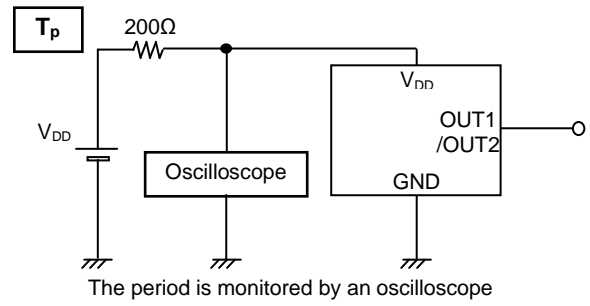 Tp
200Ω
VDD
VDD
OUT1
/OUT2
Oscilloscope
GND
The period is monitored by an oscilloscope